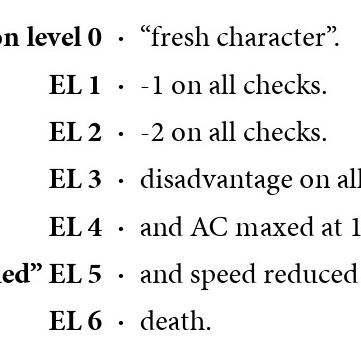 on level 0 · “fresh character”.
EL 1 · -1 on all checks.
EL 2 · -2 on all checks.
EL 3 · disadvantage on all
EL 4 · and AC maxed at 1
ed” EL 5 · and speed reduced
EL 6 · death.